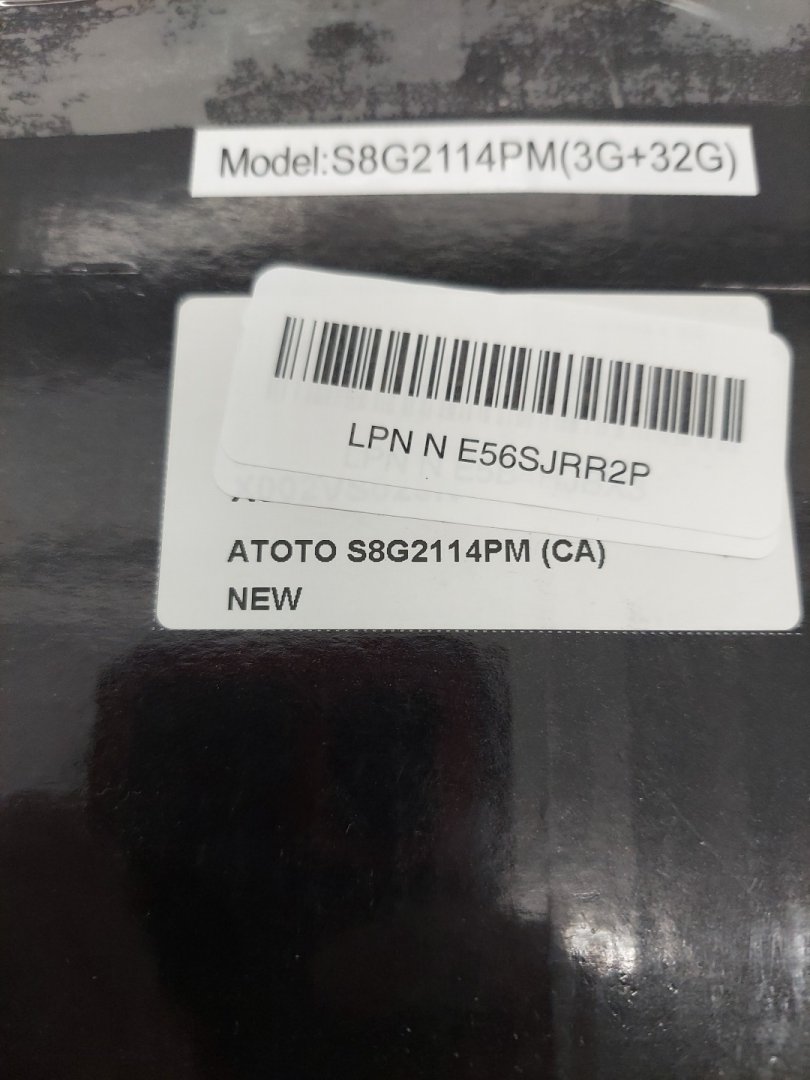 Model:S8G2114PM(3G+32G)
LPN N E56SJRR2P
ATOTO S8G2114PM (CA)
NEW